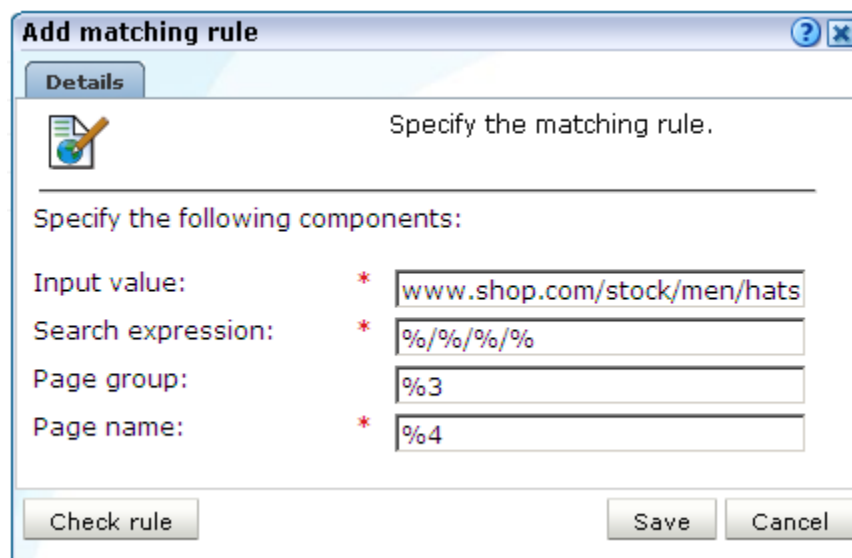 Add matching rule
Details
Specify the matching rule.
Specify the following components:
Input value: * www.shop.com/stock/men/hats
Search expression: * %/%/%/%
Page group: %3
Page name: * %4
Check rule Save Cancel